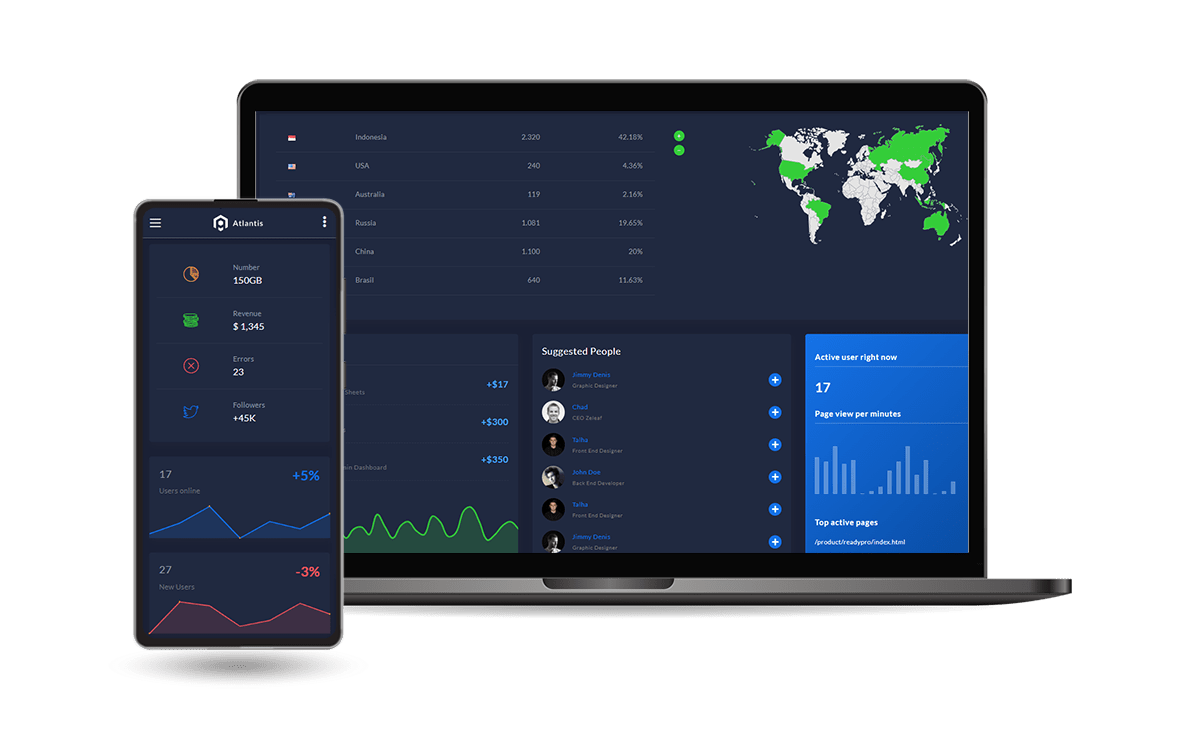 Indonesia 2.320 42.18%
USA 240 4.36%
Australia 119 2.16%
Russia 1.081 19.65%
China 1.100 20%
Brasil 640 11.63%
Atlantis
Number
150GB
Revenue
$ 1,345
Errors
23
Followers
+45K
17
+5%
Users online
27
-3%
New Users
+$17
Sheets
+$300
+$350
Dashboard
Suggested People
Jimmy Denis
Graphic Designer
Chad
CEO Zeleaf
Talha
Front End Designer
John Doe
Back End Developer
Talha
Front End Designer
Jimmy Denis
Graphic Designer
Active user right now
17
Page view per minutes
Top active pages
/product/readypro/index.html